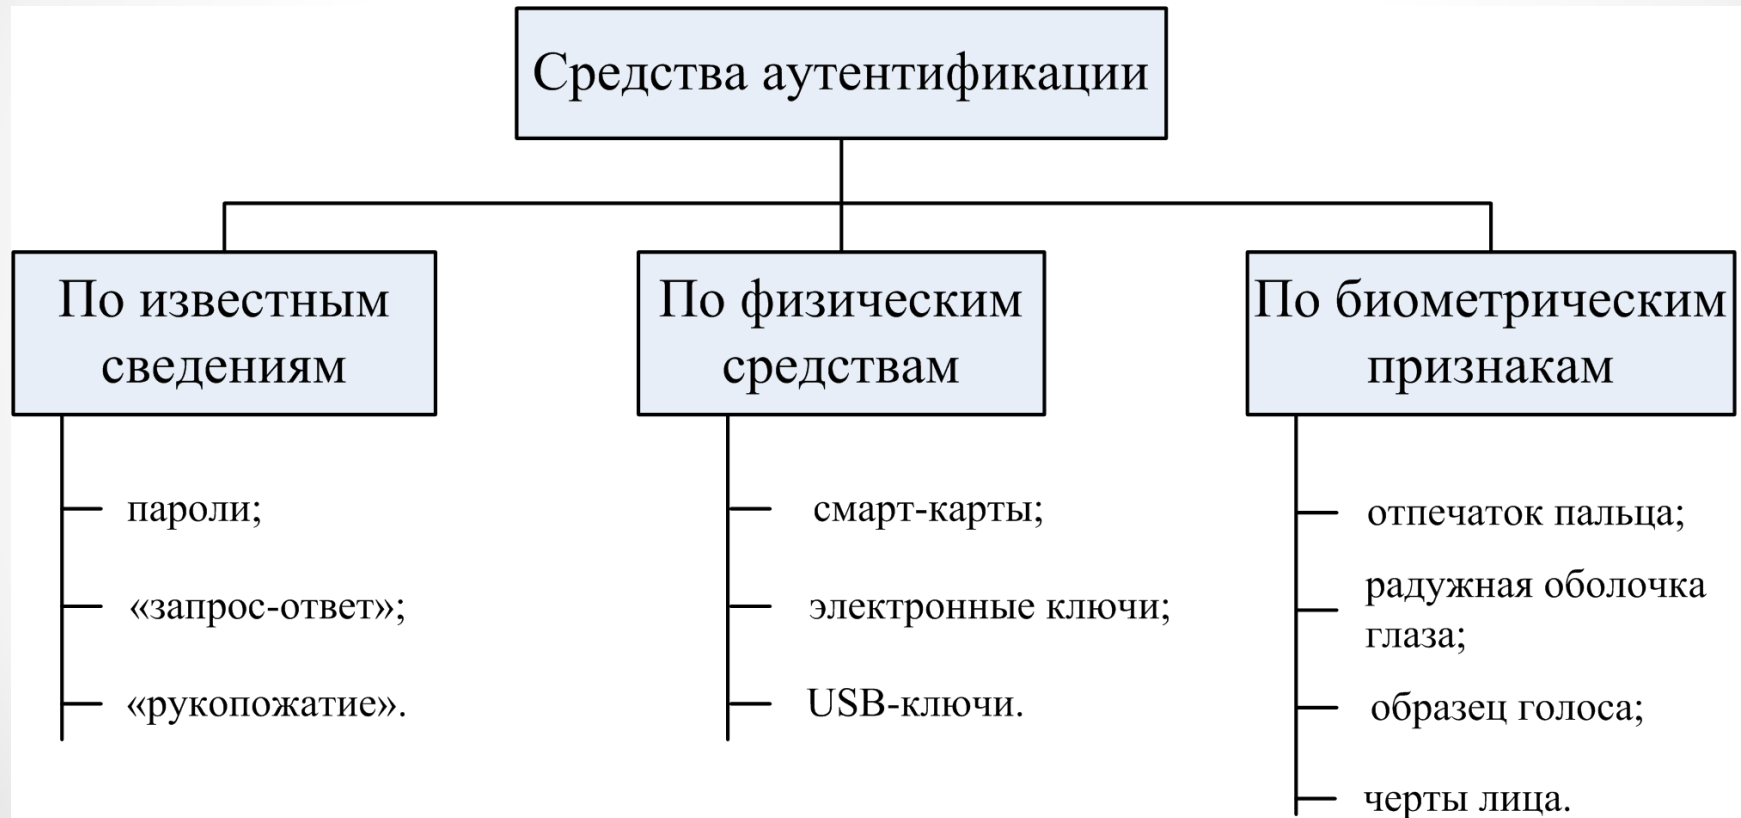 Средства аутентификации
По известным
сведениям
пароли;
«запрос-ответ»;
«рукопожатие».
По физическим
средствам
смарт-карты;
электронные ключи;
USB-ключи.
По биометрическим
признакам
отпечаток пальца;
радужная оболочка
глаза;
образец голоса;
черты лица.